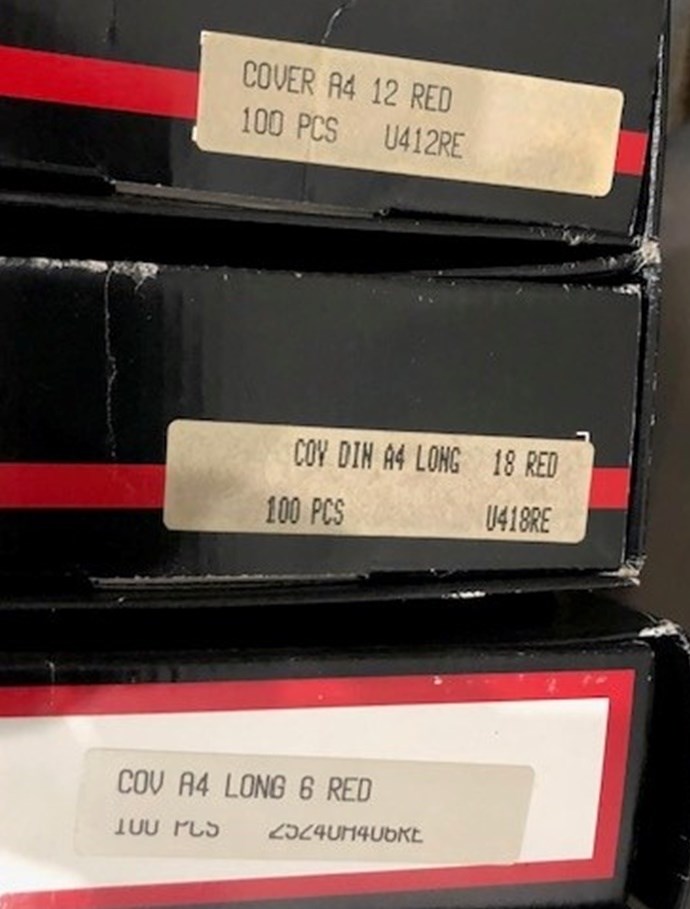 COVER A4 12 RED
100 PCS U412RE
COV DIN A4 LONG 18 RED
100 PCS U418RE
COV A4 LONG 6 RED
100 PCS